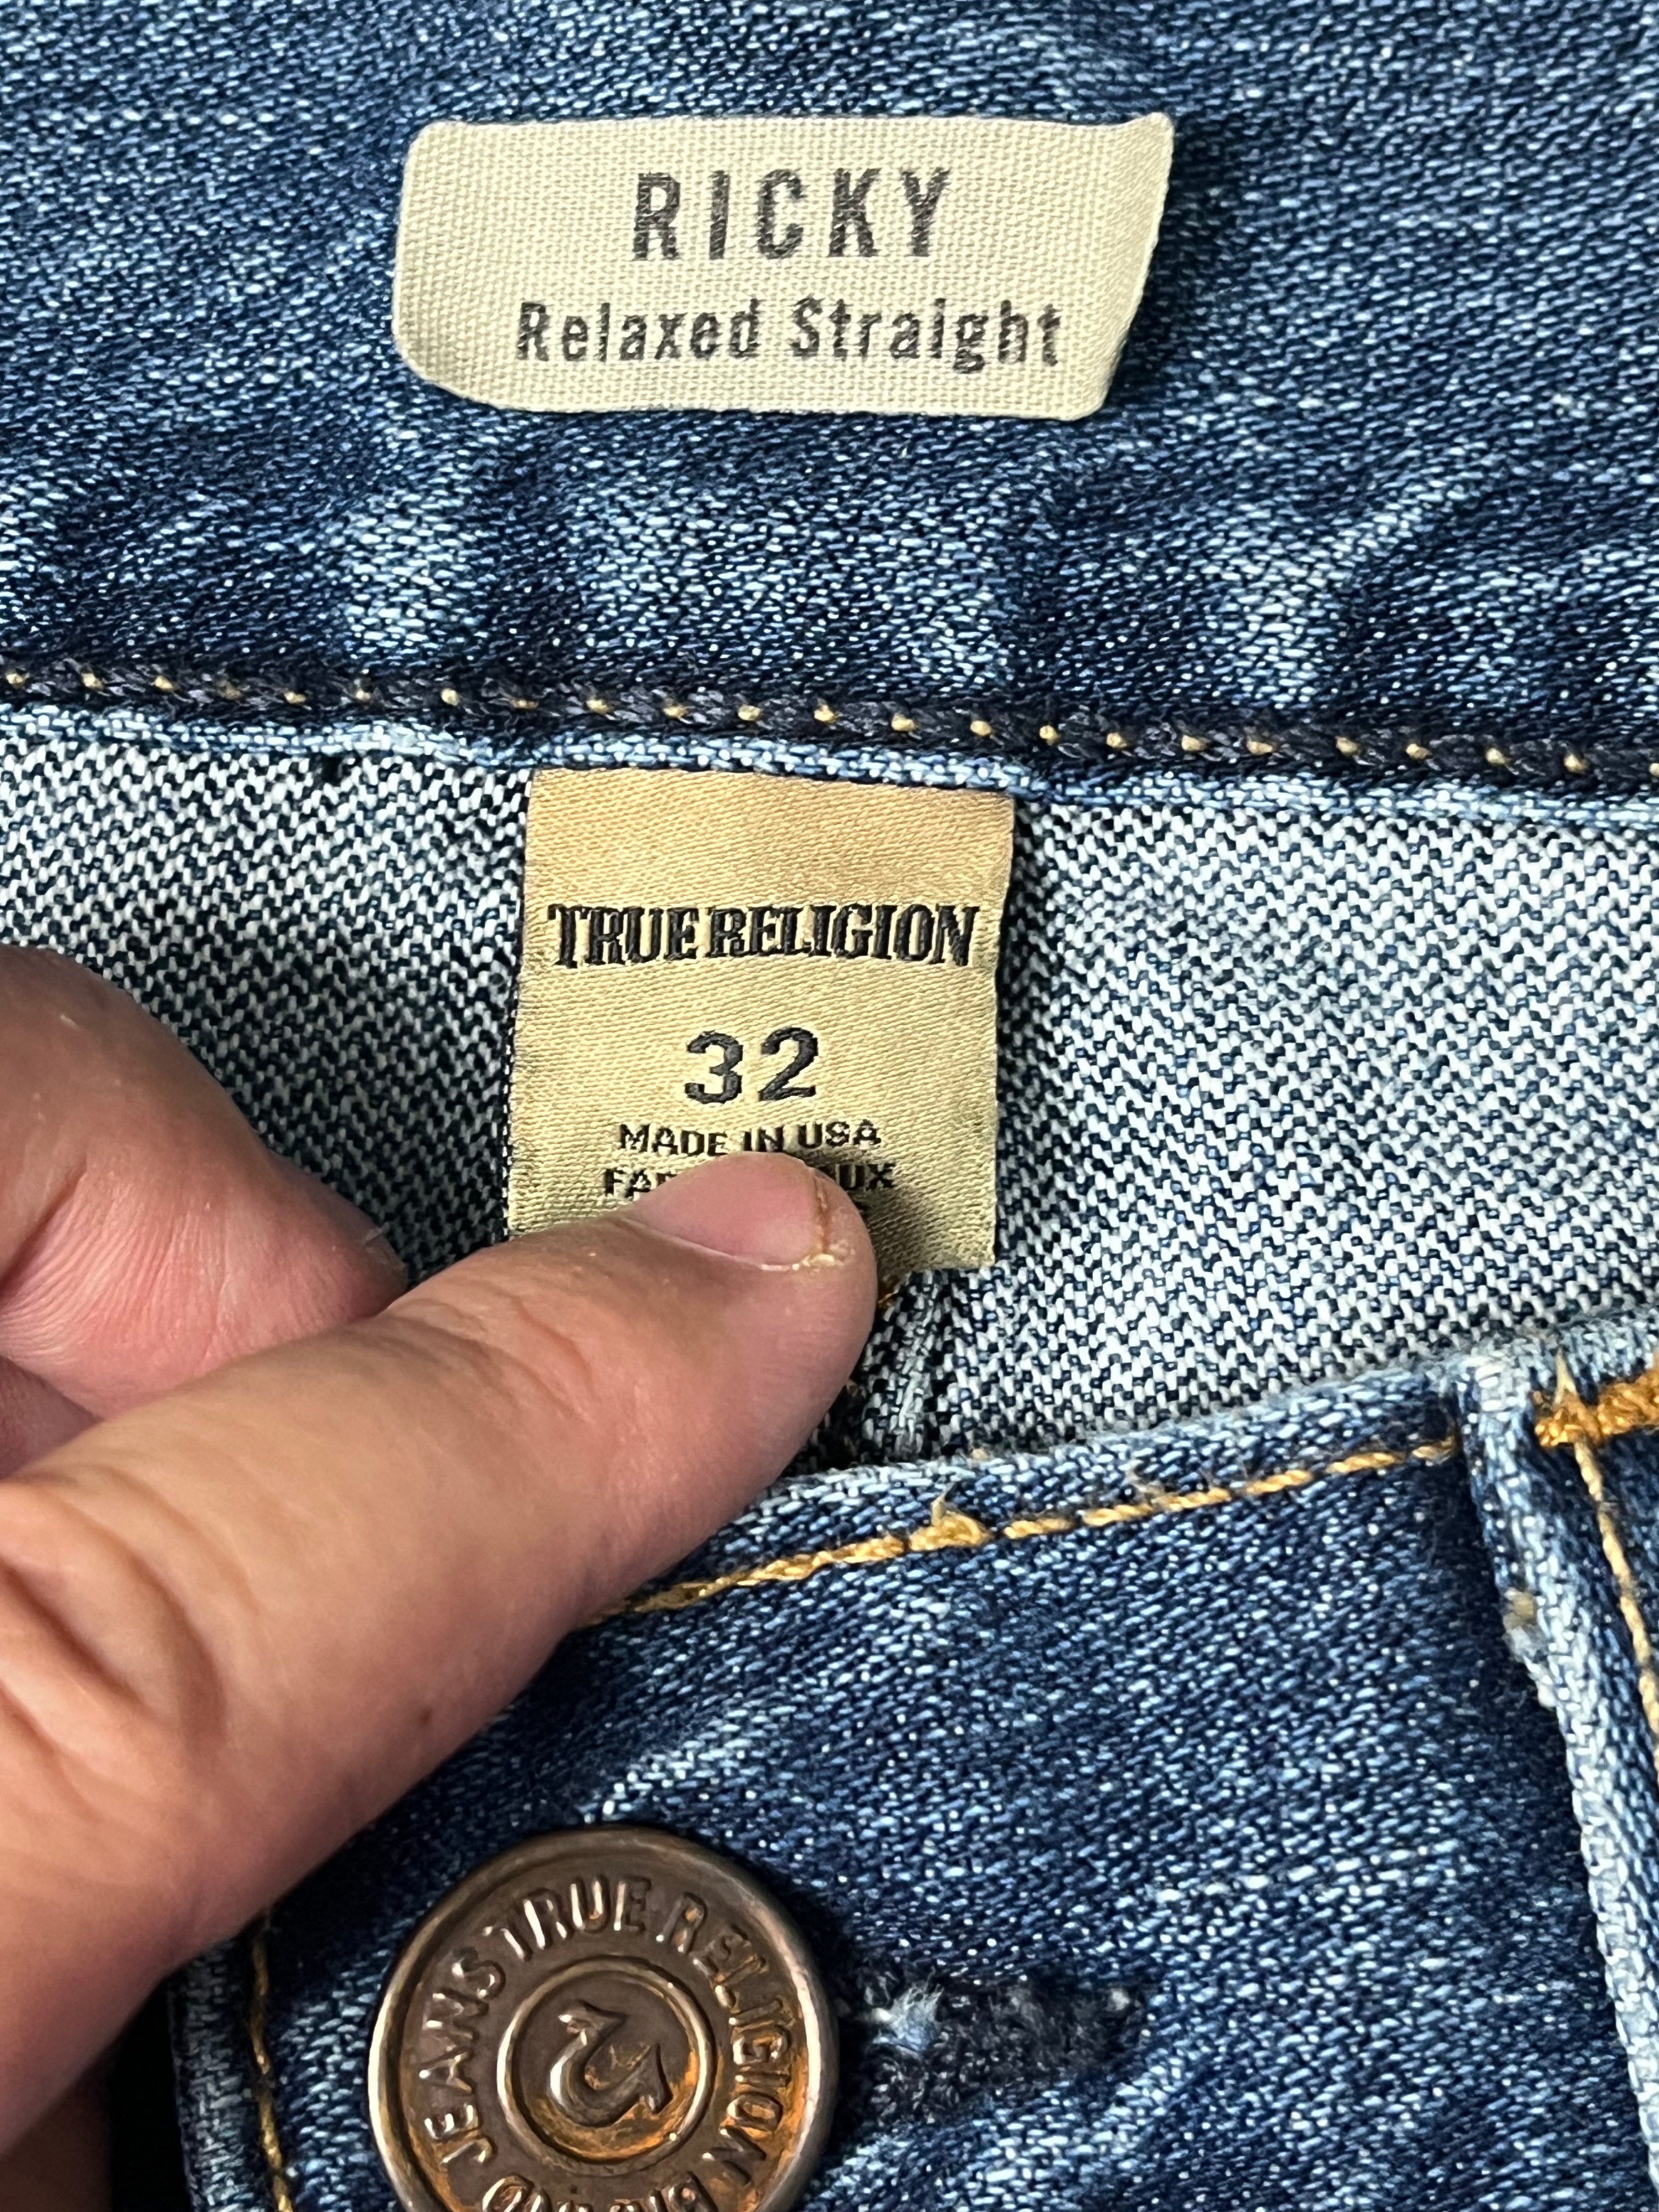 RICKY
Relaxed Straight
TRUE RELIGION
32
MADE IN USA
TRUE RELIGION
JEANS